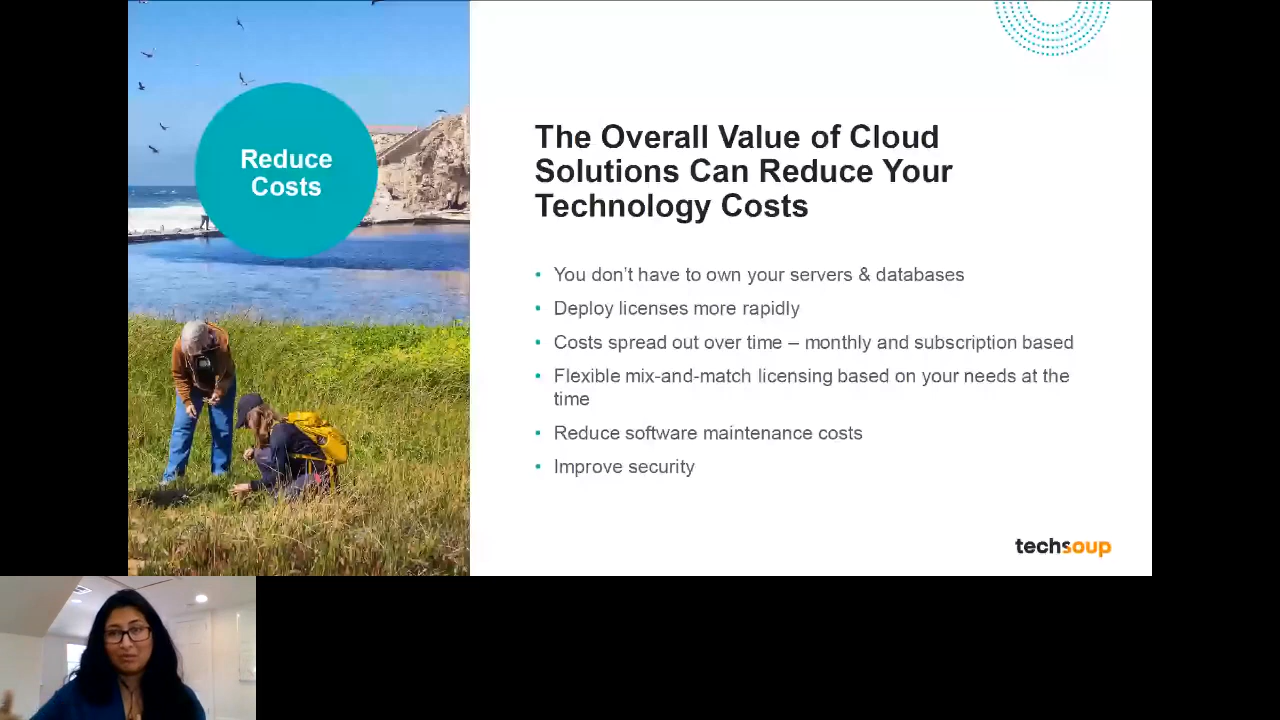 Reduce
Costs
The Overall Value of Cloud
Solutions Can Reduce Your
Technology Costs
• You don’t have to own your servers & databases
• Deploy licenses more rapidly
• Costs spread out over time – monthly and subscription based
• Flexible mix-and-match licensing based on your needs at the
time
• Reduce software maintenance costs
• Improve security
techsoup